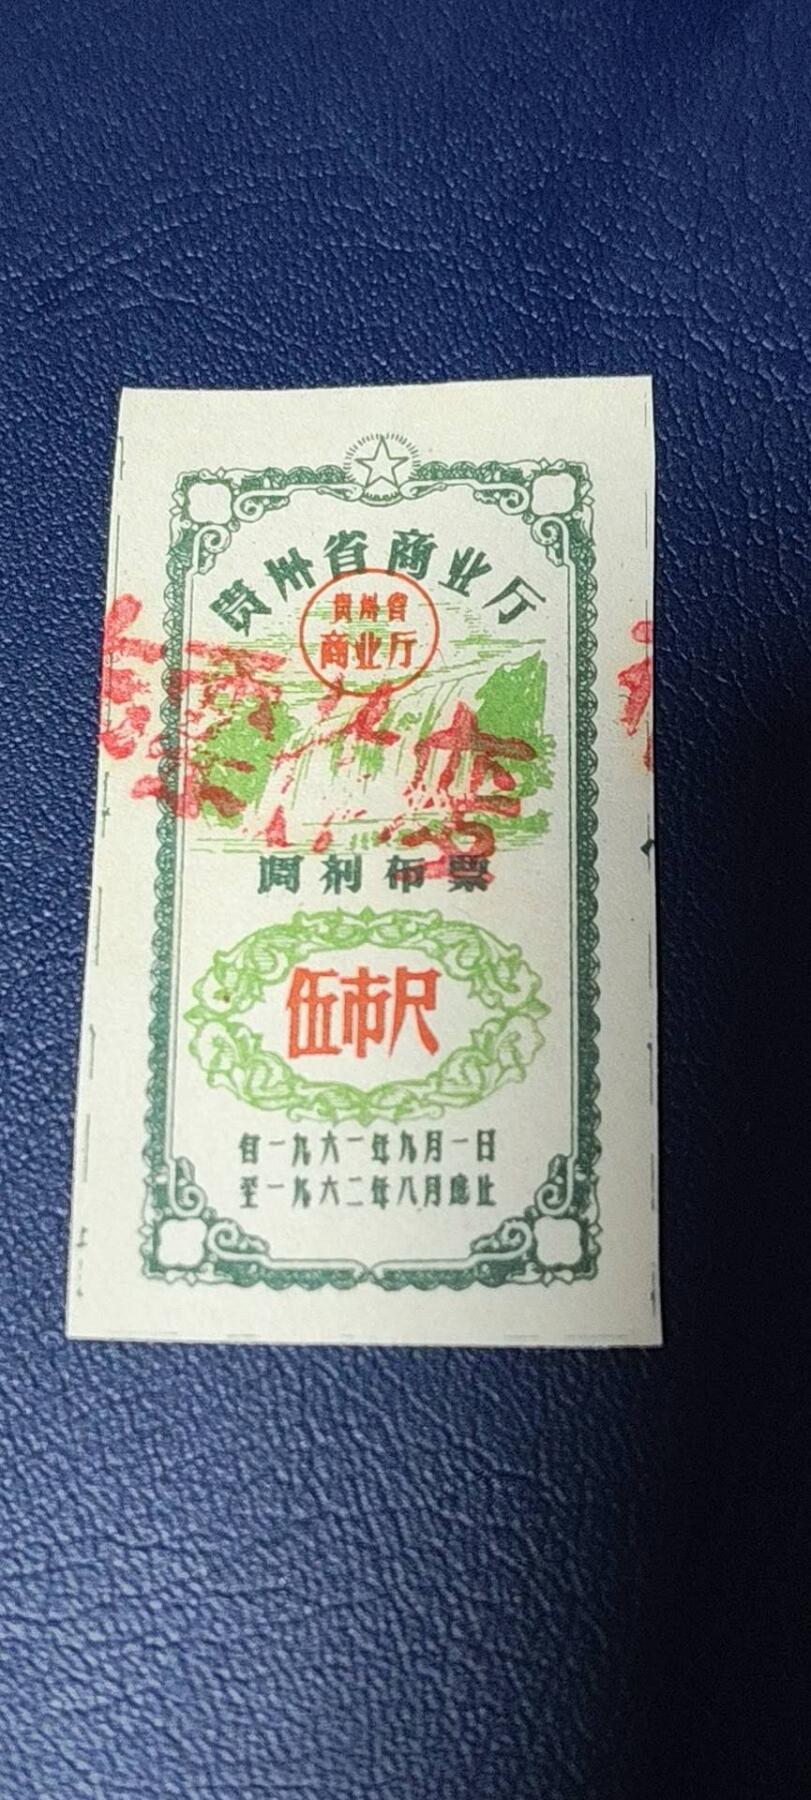 贵州省商业厅
贵州省
商业厅
调剂布票
伍市尺
自一九六一年九月一日
至一九六二年八月底止